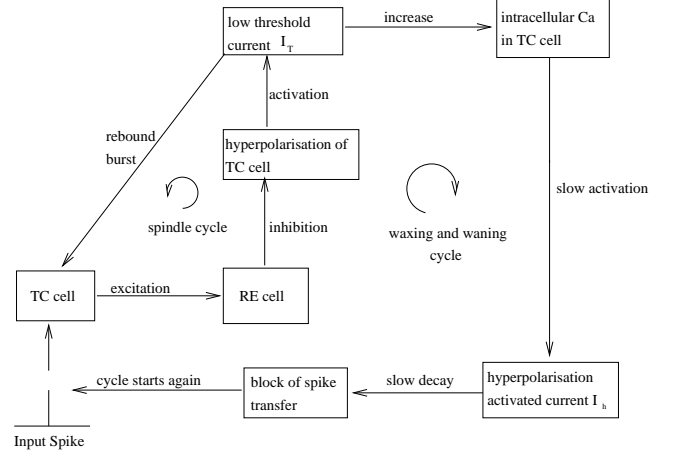 low threshold
current I_T
increase
intracellular Ca
in TC cell
activation
rebound
burst
hyperpolarisation of
TC cell
slow activation
spindle cycle
inhibition
waxing and waning
cycle
TC cell
excitation
RE cell
cycle starts again
block of spike
transfer
slow decay
hyperpolarisation
activated current I_h
Input Spike